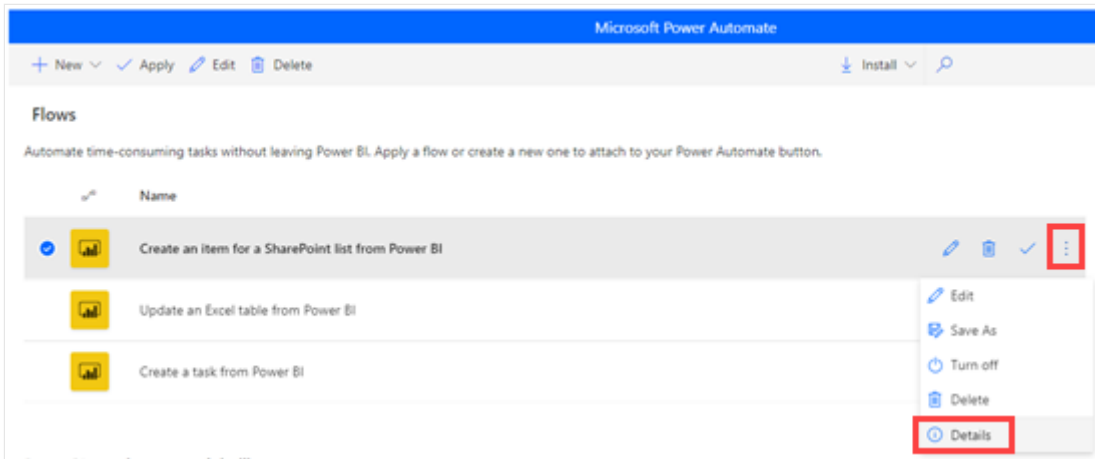 Microsoft Power Automate
New Apply Edit Delete Install
Flows
Automate time-consuming tasks without leaving Power BI. Apply a flow or create a new one to attach to your Power Automate button.
Name
Create an item for a SharePoint list from Power BI
Edit
Update an Excel table from Power BI
Save As
Turn off
Create a task from Power BI
Delete
Details